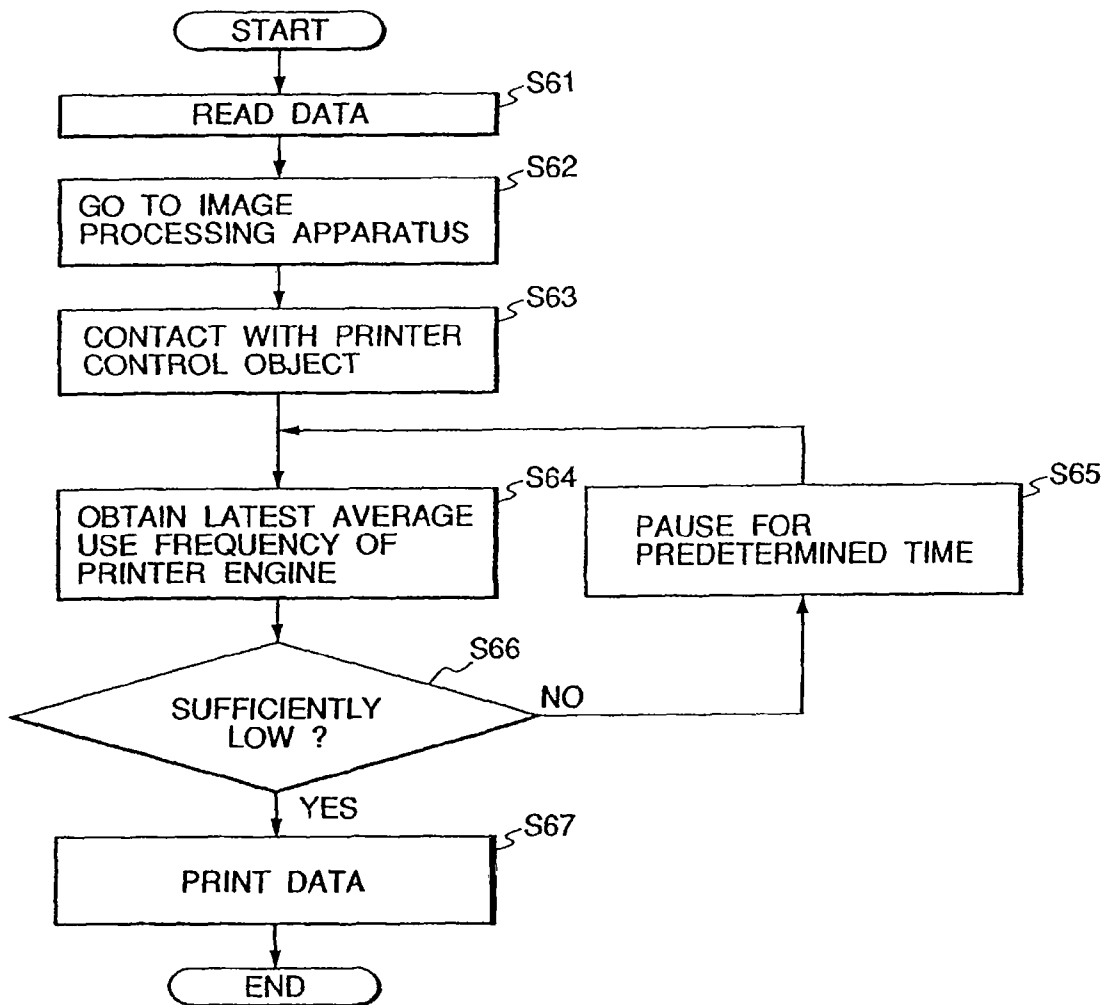 START
S61
READ DATA
S62
GO TO IMAGE
PROCESSING APPARATUS
S63
CONTACT WITH PRINTER
CONTROL OBJECT
S64
OBTAIN LATEST AVERAGE
USE FREQUENCY OF
PRINTER ENGINE
S65
PAUSE FOR
PREDETERMINED TIME
S66
SUFFICIENTLY
LOW ?
NO
YES
S67
PRINT DATA
END